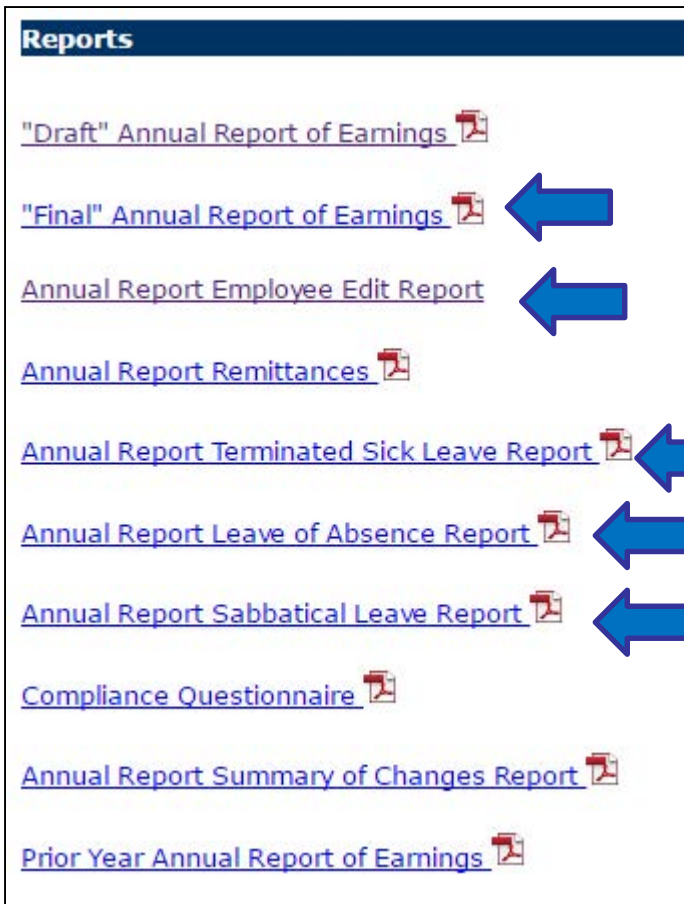 Reports
"Draft" Annual Report of Earnings
"Final" Annual Report of Earnings
Annual Report Employee Edit Report
Annual Report Remittances
Annual Report Terminated Sick Leave Report
Annual Report Leave of Absence Report
Annual Report Sabbatical Leave Report
Compliance Questionnaire
Annual Report Summary of Changes Report
Prior Year Annual Report of Earnings